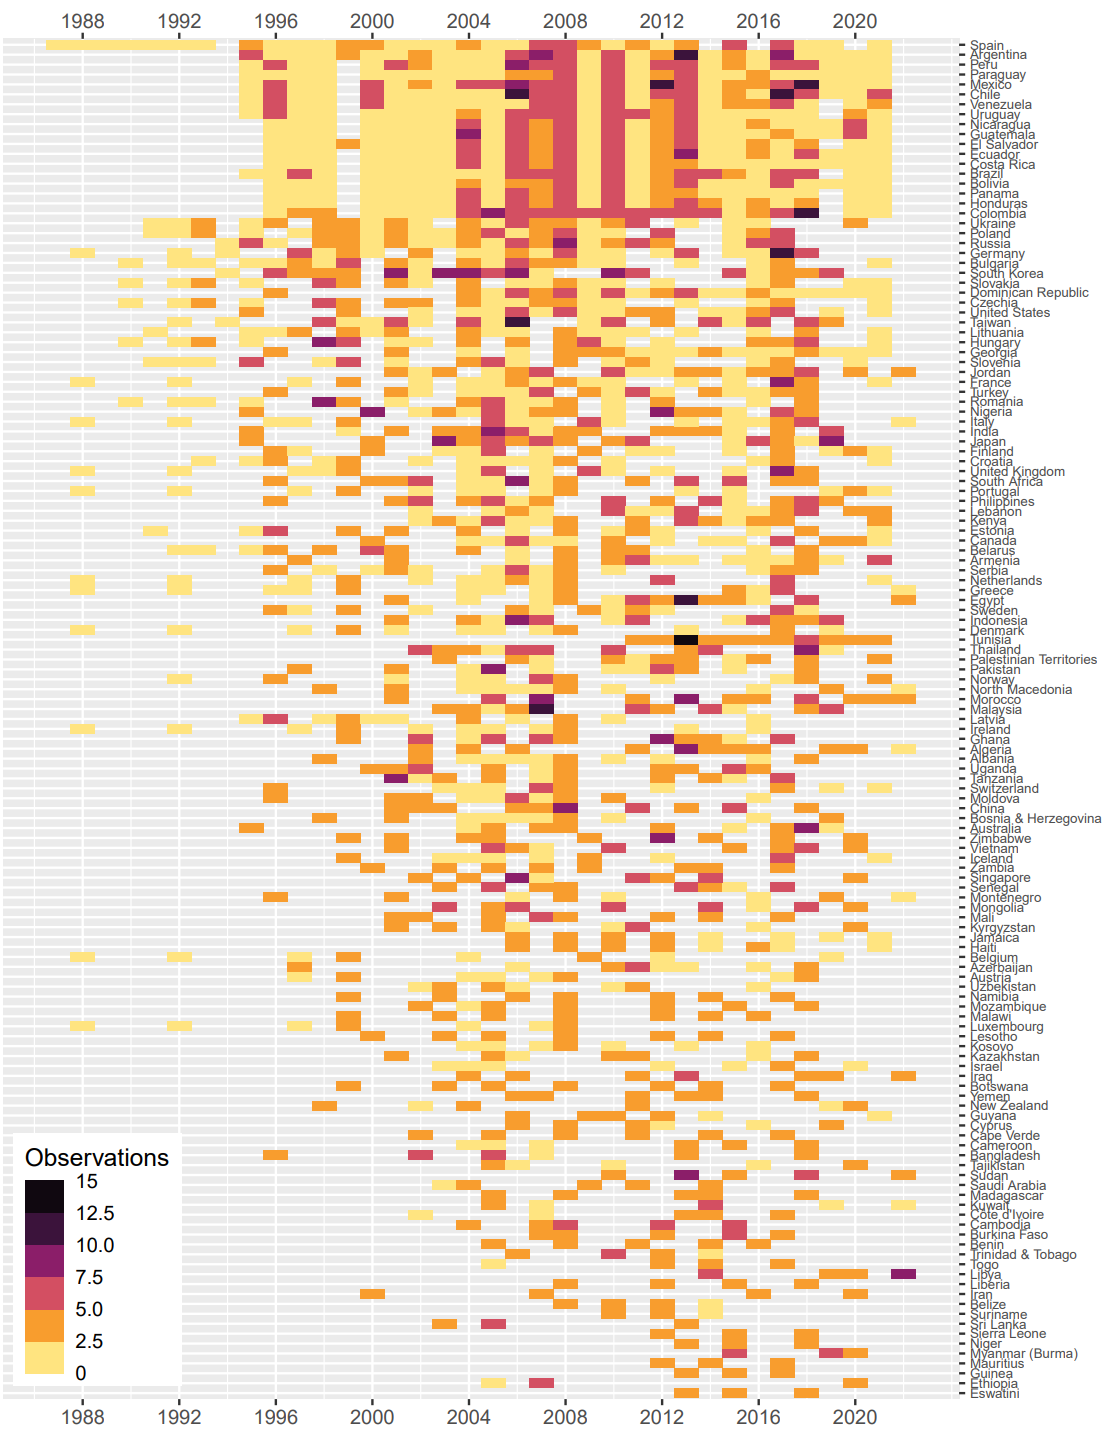 1988 1992 1996 2000 2004 2008 2012 2016 2020
Spain
Argentina
Peru
Paraguay
Mexico
Chile
Venezuela
Uruguay
Nicaragua
Guatemala
El Salvador
Ecuador
Costa Rica
Brazil
Bolivia
Panama
Honduras
Colombia
Ukraine
Poland
Russia
Germany
Bulgaria
South Korea
Slovakia
Dominican Republic
Czechia
United States
Taiwan
Lithuania
Hungary
Georgia
Slovenia
Jordan
France
Turkey
Romania
Nigeria
Italy
India
Japan
Finland
Croatia
United Kingdom
South Africa
Portugal
Philippines
Lebanon
Kenya
Estonia
Canada
Belarus
Armenia
Serbia
Netherlands
Greece
Egypt
Sweden
Indonesia
Denmark
Tunisia
Thailand
Palestinian Territories
Pakistan
Norway
North Macedonia
Morocco
Malaysia
Latvia
Ireland
Ghana
Algeria
Albania
Uganda
Tanzania
Switzerland
Moldova
China
Bosnia & Herzegovina
Australia
Zimbabwe
Vietnam
Iceland
Zambia
Singapore
Senegal
Montenegro
Mongolia
Mali
Kyrgyzstan
Jamaica
Haiti
Belgium
Azerbaijan
Austria
Uzbekistan
Namibia
Mozambique
Malawi
Luxembourg
Lesotho
Kosovo
Kazakhstan
Israel
Iraq
Botswana
Yemen
New Zealand
Guyana
Cyprus
Cape Verde
Cameroon
Bangladesh
Tajikistan
Sudan
Saudi Arabia
Madagascar
Kuwait
Côte d'Ivoire
Cambodia
Burkina Faso
Benin
Trinidad & Tobago
Togo
Libya
Liberia
Iran
Belize
Suriname
Sri Lanka
Sierra Leone
Niger
Myanmar (Burma)
Mauritius
Guinea
Ethiopia
Eswatini
Observations
15
12.5
10.0
7.5
5.0
2.5
0
1988 1992 1996 2000 2004 2008 2012 2016 2020